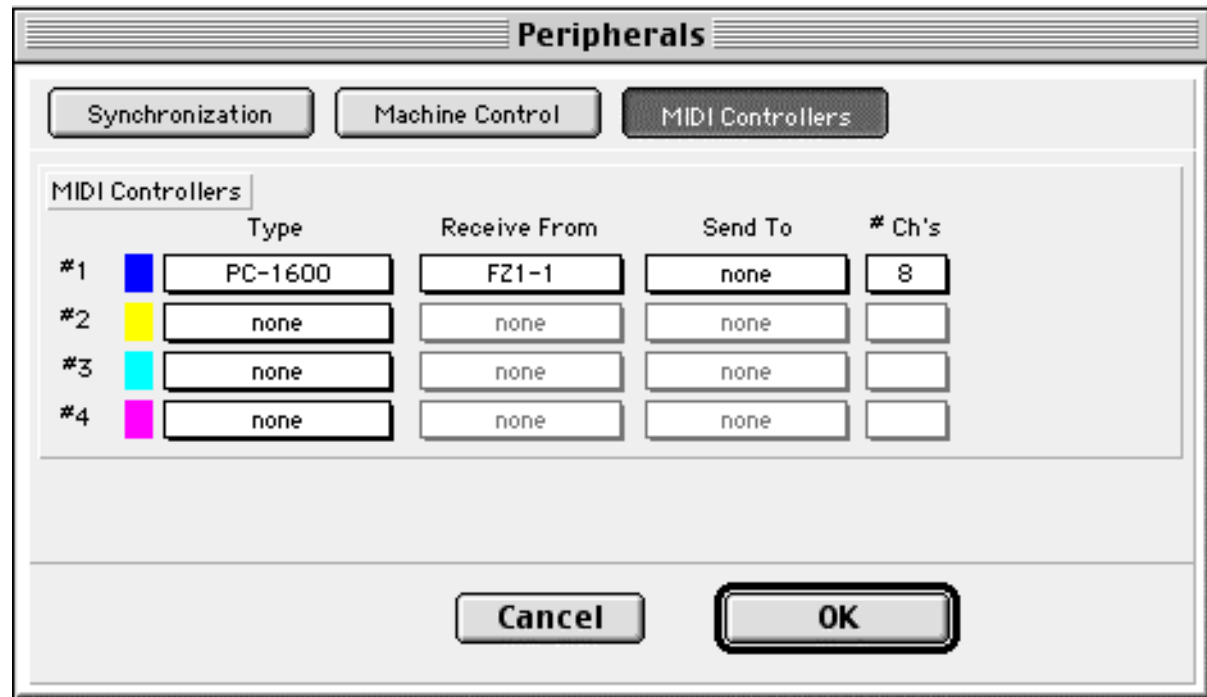 Peripherals
Synchronization Machine Control MIDI Controllers
MIDI Controllers
Type Receive From Send To # Ch's
#1 PC-1600 FZ1-1 none 8
#2 none none none
#3 none none none
#4 none none none
Cancel OK